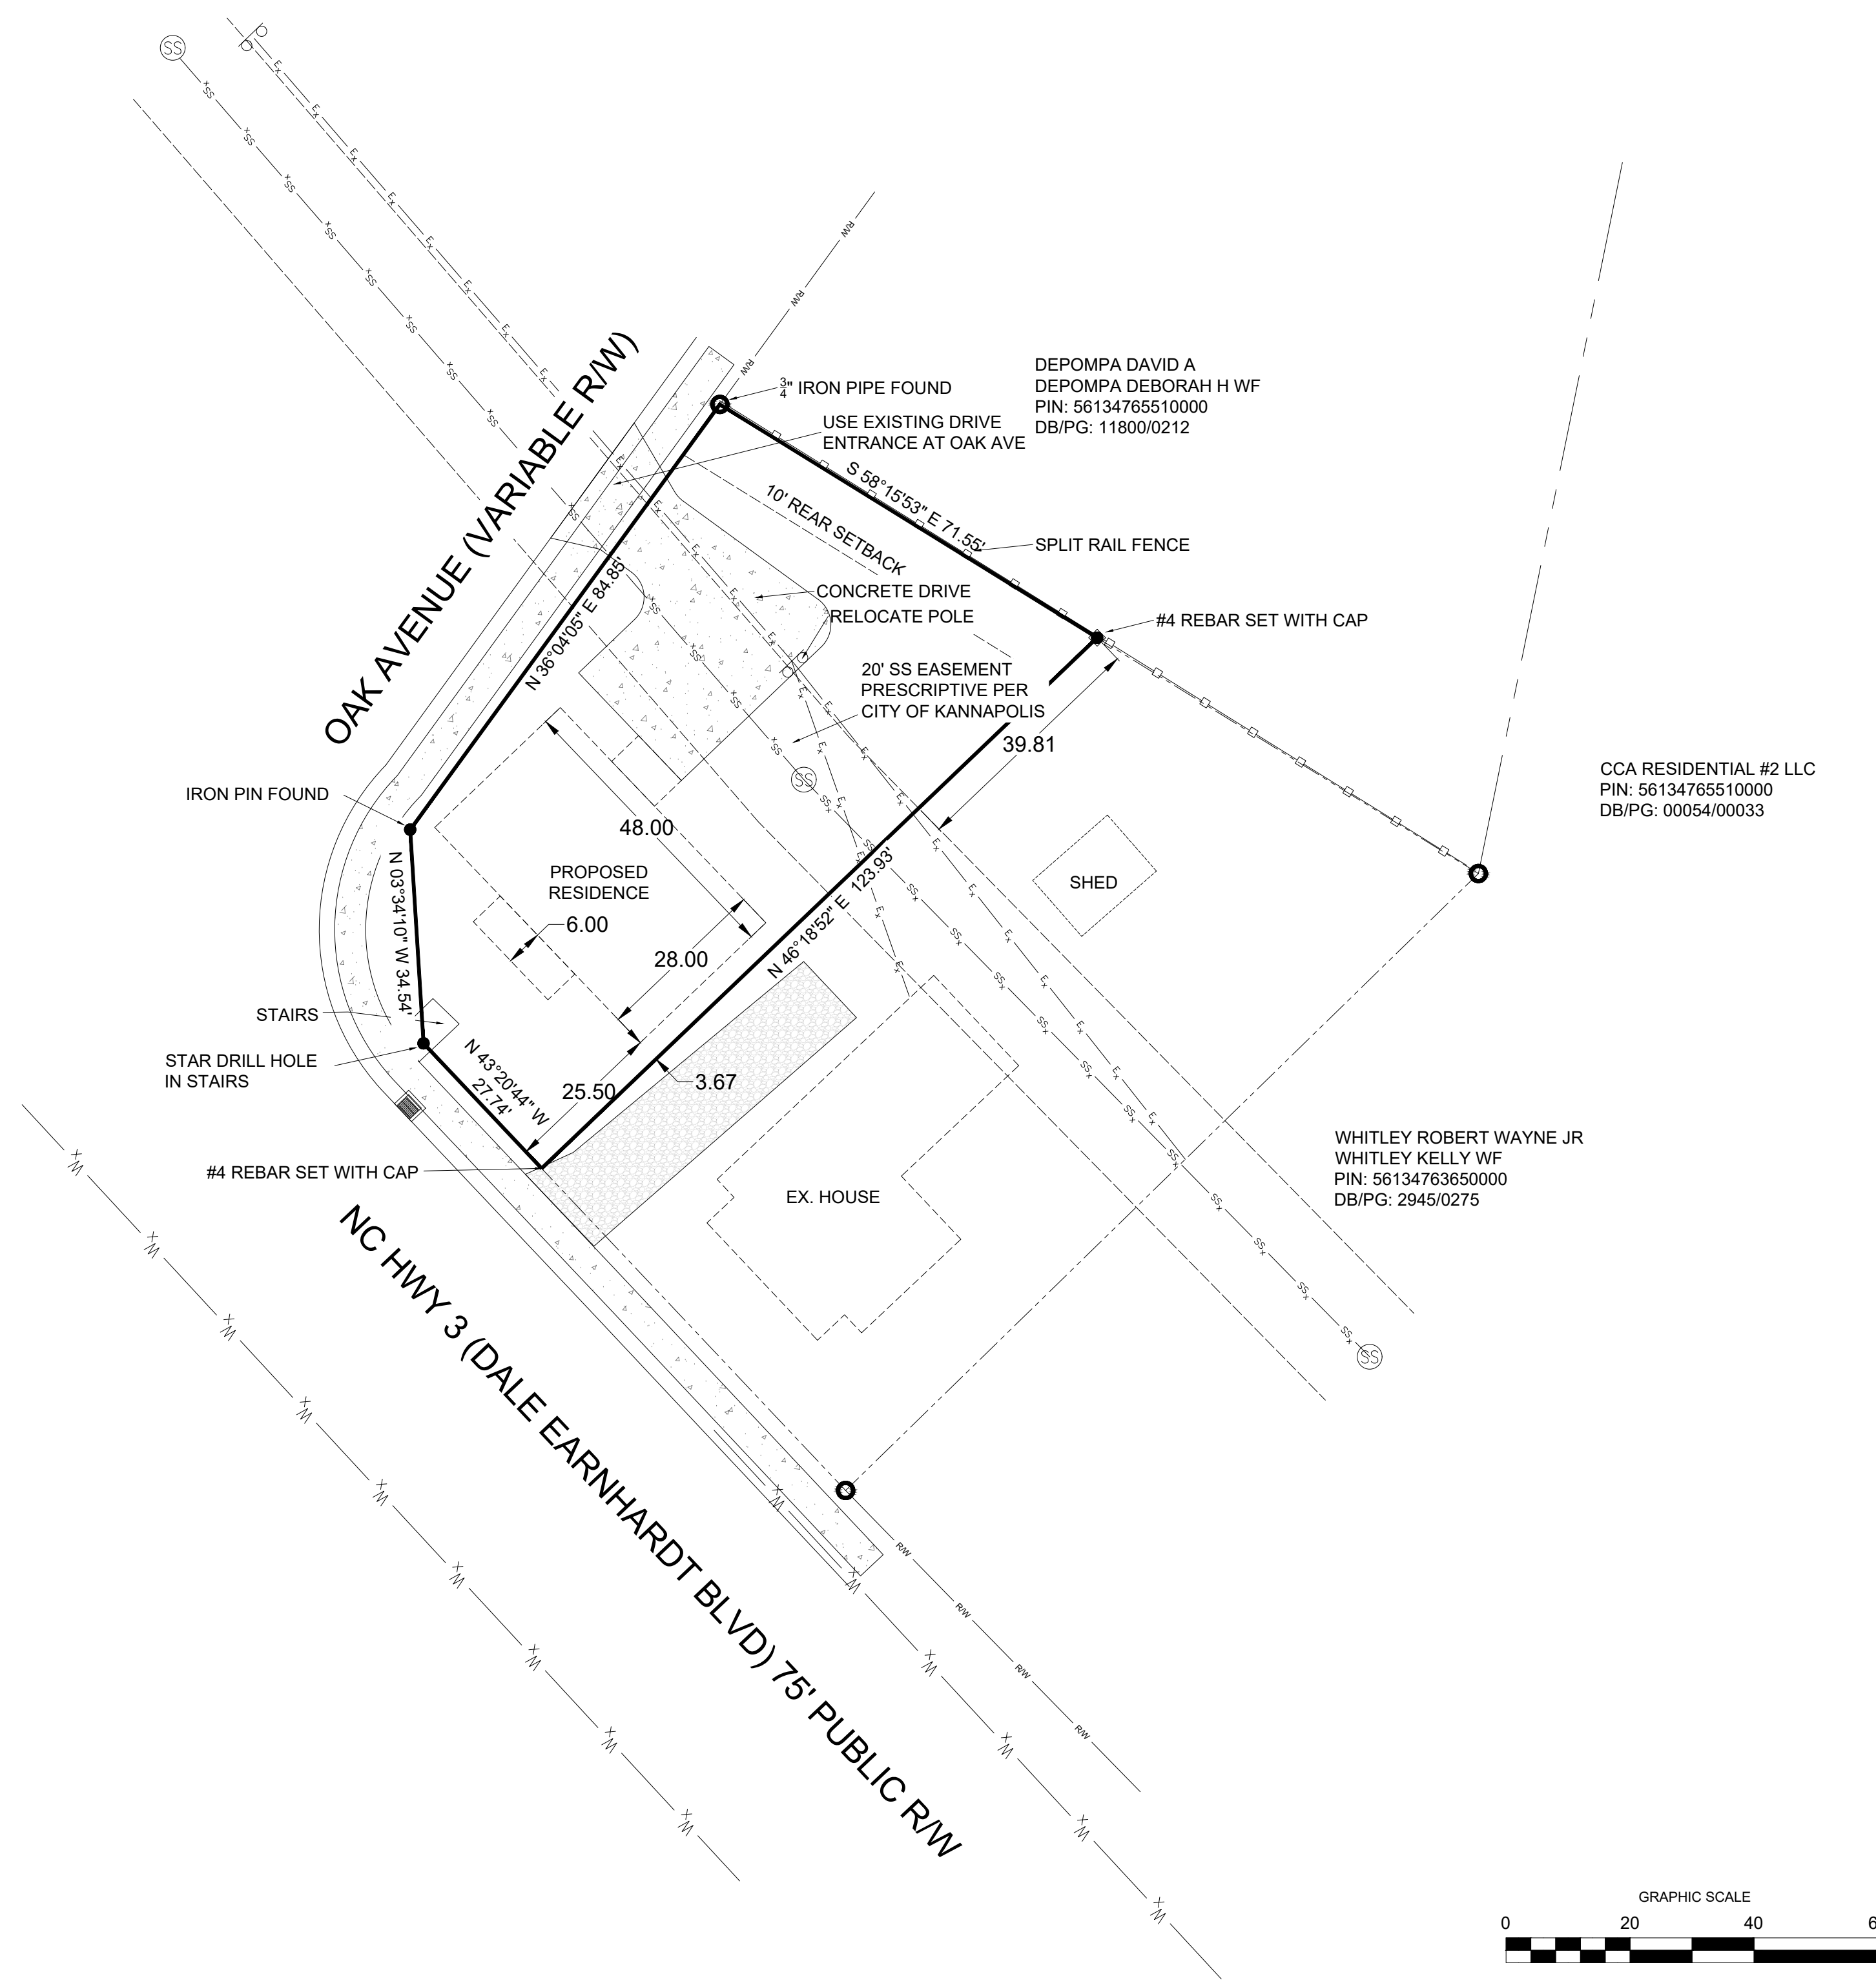 SS
OAK AVENUE (VARIABLE R/W)
R/W
R/W
R/W
3/4" IRON PIPE FOUND
USE EXISTING DRIVE
ENTRANCE AT OAK AVE
DEPOMPA DAVID A
DEPOMPA DEBORAH H WF
PIN: 56134765510000
DB/PG: 11800/0212
S 58°15'53" E 71.55'
10' REAR SETBACK
SPLIT RAIL FENCE
CONCRETE DRIVE
RELOCATE POLE
#4 REBAR SET WITH CAP
N 36°04'05" E 84.85'
20' SS EASEMENT
PRESCRIPTIVE PER
CITY OF KANNAPOLIS
39.81
SS
IRON PIN FOUND
48.00
CCA RESIDENTIAL #2 LLC
PIN: 56134765510000
DB/PG: 00054/00033
PROPOSED
RESIDENCE
6.00
28.00
SHED
N 03°34'10" W 34.54'
N 46°18'52" E 123.93'
STAIRS
STAR DRILL HOLE
IN STAIRS
N 43°20'44" W
27.74'
25.50
3.67
#4 REBAR SET WITH CAP
EX. HOUSE
WHITLEY ROBERT WAYNE JR
WHITLEY KELLY WF
PIN: 56134763650000
DB/PG: 2945/0275
SS
NC HWY 3 (DALE EARNHARDT BLVD) 75' PUBLIC R/W
R/W
R/W
R/W
R/W
GRAPHIC SCALE
0 20 40